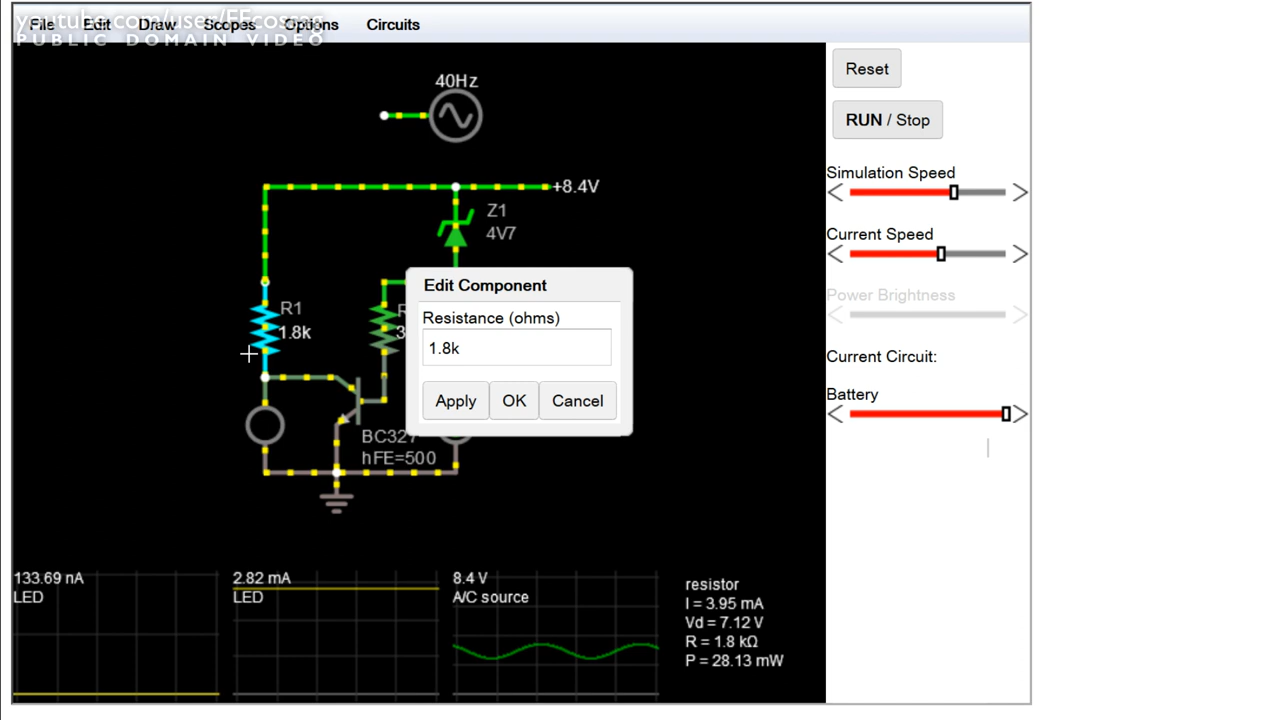 youtube.com/user/EEcosnag
PUBLIC DOMAIN VIDEO
File Edit Draw Scopes Options Circuits
40Hz
Reset
RUN / Stop
Simulation Speed
+8.4V
Z1
4V7
Current Speed
Edit Component
Power Brightness
R1
1.8k
R
3
Resistance (ohms)
1.8k
Current Circuit:
Apply OK Cancel
Battery
BC327
hFE=500
133.69 nA
LED
2.82 mA
LED
8.4 V
A/C source
resistor
I = 3.95 mA
Vd = 7.12 V
R = 1.8 kΩ
P = 28.13 mW